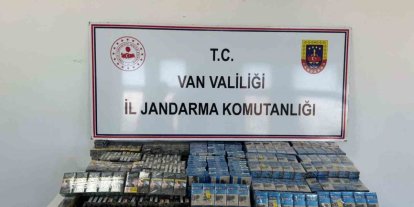 T.C.
VAN VALİLİĞİ
İL JANDARMA KOMUTANLIĞI